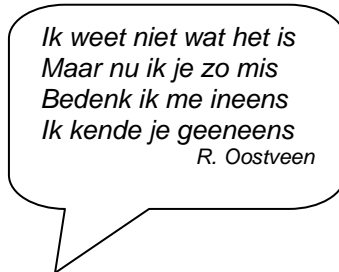 Ik weet niet wat het is
Maar nu ik je zo mis
Bedenk ik me ineens
Ik kende je geeneens
R. Oostveen